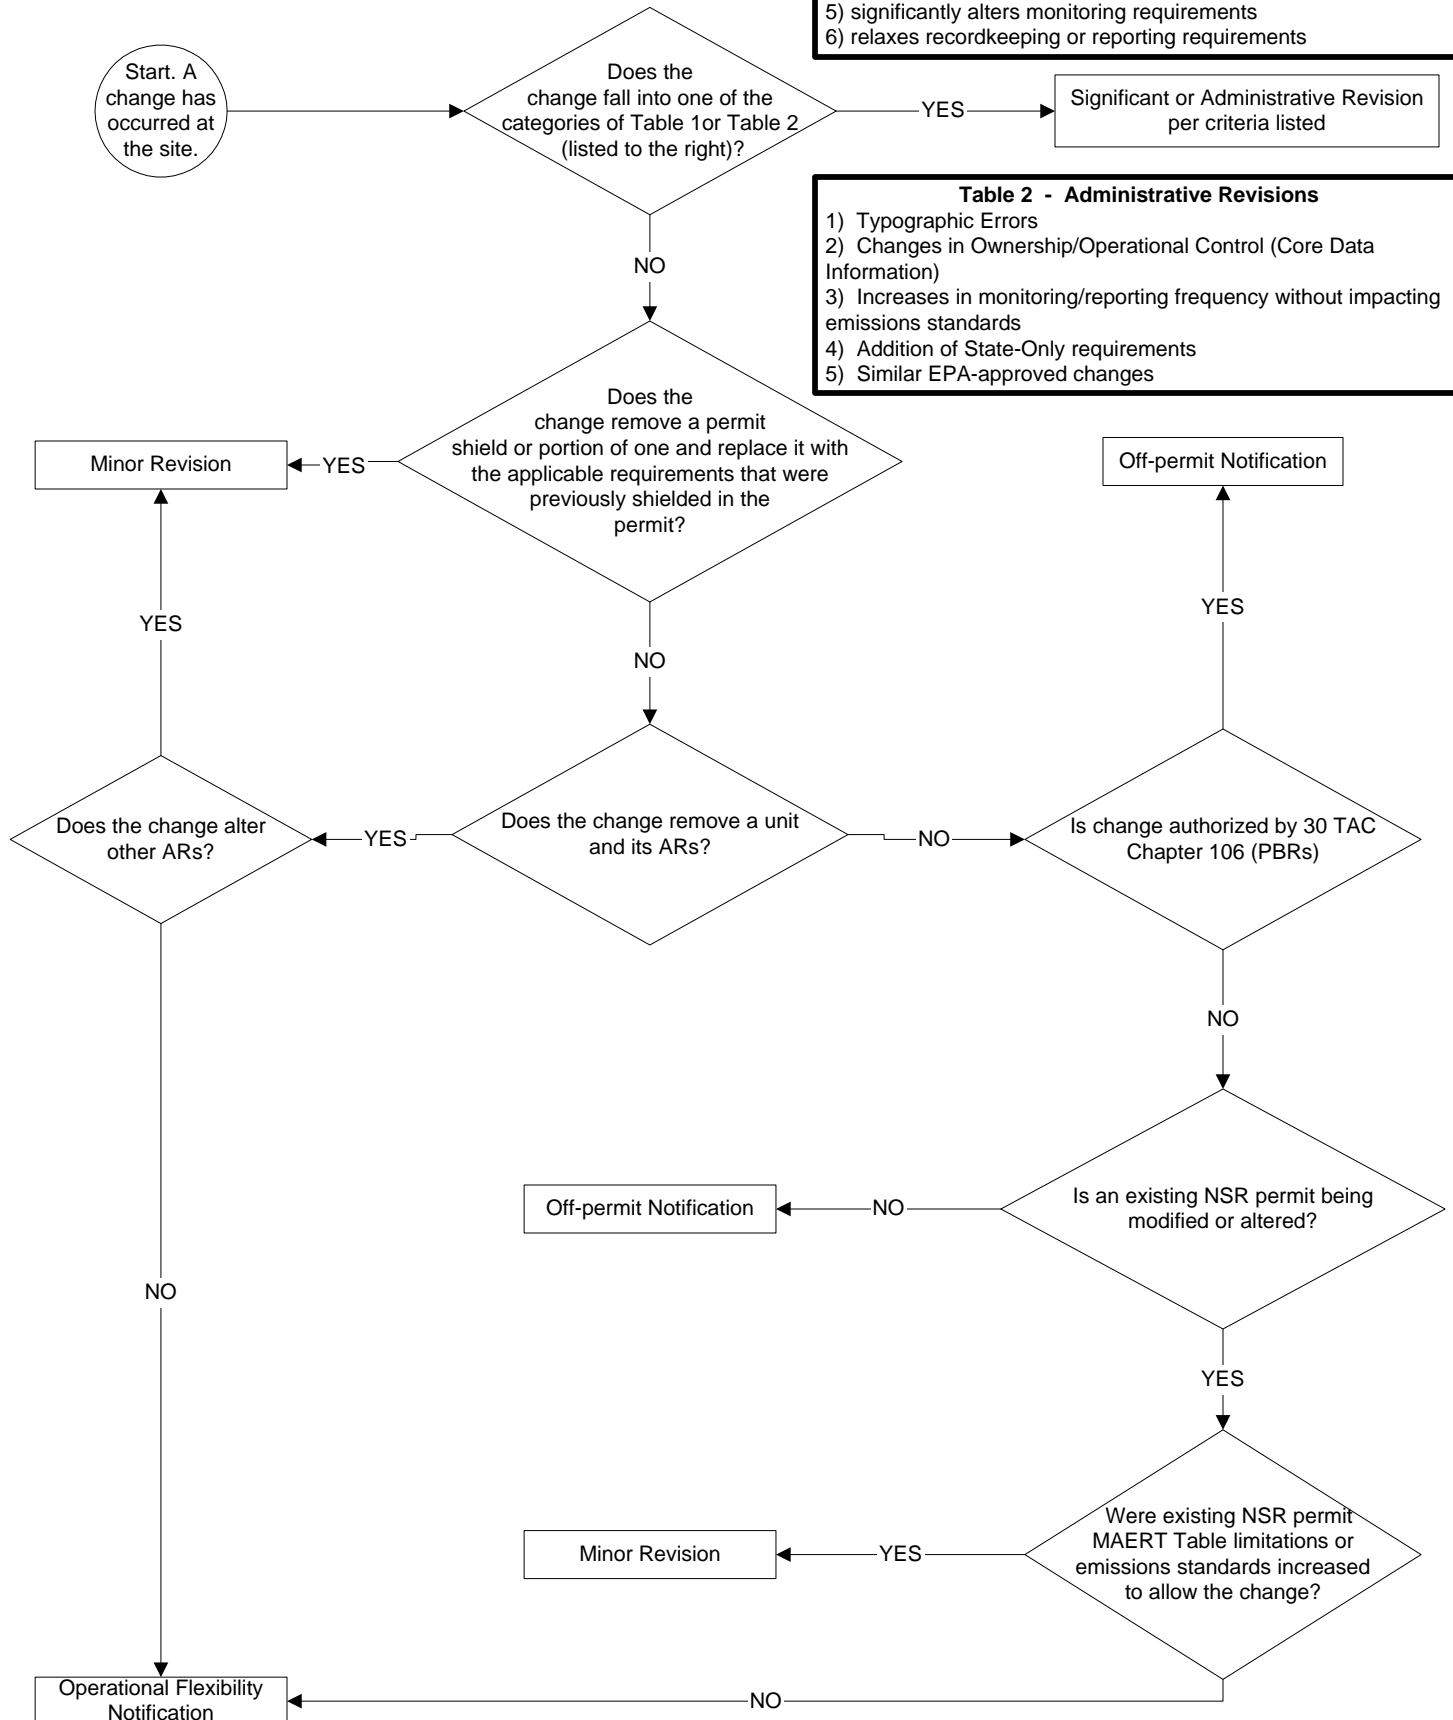 5) significantly alters monitoring requirements
6) relaxes recordkeeping or reporting requirements
Start. A
change has
occurred at
the site.
Does the
change fall into one of the
categories of Table 1or Table 2
(listed to the right)?
YES
Significant or Administrative Revision
per criteria listed
Table 2 - Administrative Revisions
1) Typographic Errors
2) Changes in Ownership/Operational Control (Core Data
Information)
3) Increases in monitoring/reporting frequency without impacting
emissions standards
4) Addition of State-Only requirements
5) Similar EPA-approved changes
NO
Does the
change remove a permit
shield or portion of one and replace it with
the applicable requirements that were
previously shielded in the
permit?
YES
Minor Revision
Off-permit Notification
YES
YES
NO
Does the change alter
other ARs?
YES
Does the change remove a unit
and its ARs?
NO
Is change authorized by 30 TAC
Chapter 106 (PBRs)
NO
Is an existing NSR permit being
modified or altered?
NO
Off-permit Notification
NO
YES
Were existing NSR permit
MAERT Table limitations or
emissions standards increased
to allow the change?
YES
Minor Revision
NO
Operational Flexibility
Notification